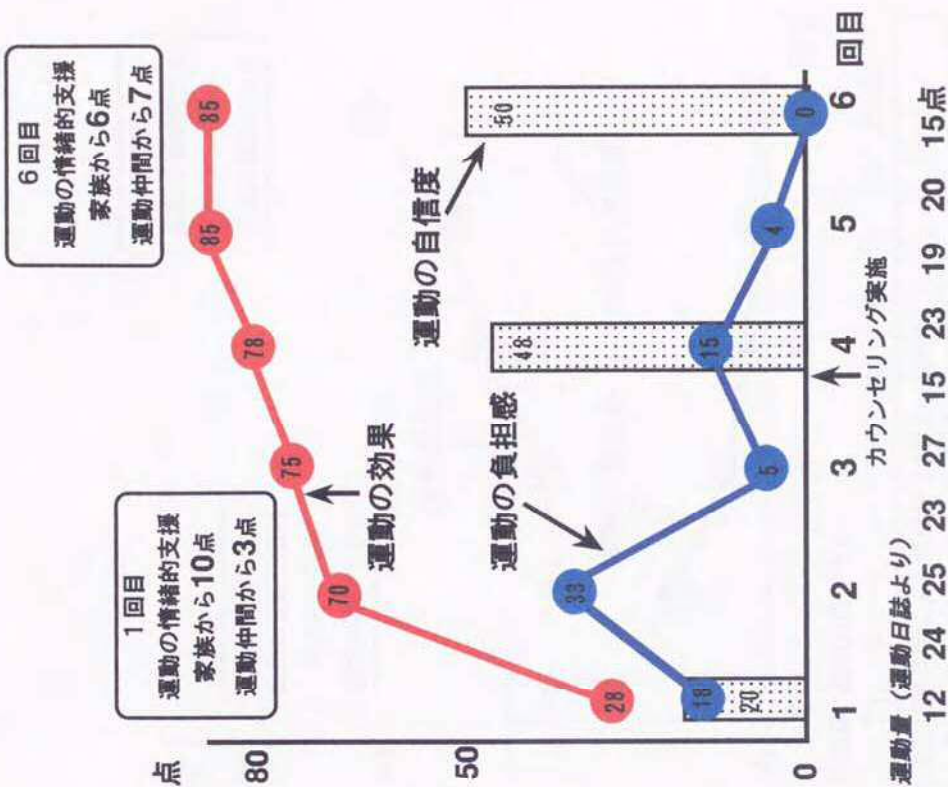 6回目
運動の情緒的支援
家族から6点
運動仲間から7点
1回目
運動の情緒的支援
家族から10点
運動仲間から3点
点
80
50
0
28
70
75
78
85
85
運動の効果
運動の自信度
運動の負担感
18
33
5
15
4
0
20
48
50
1 2 3 4 5 6 回目
カウンセリング実施
運動量（運動日誌より）
12 24 25 23 27 15 23 19 20 15点